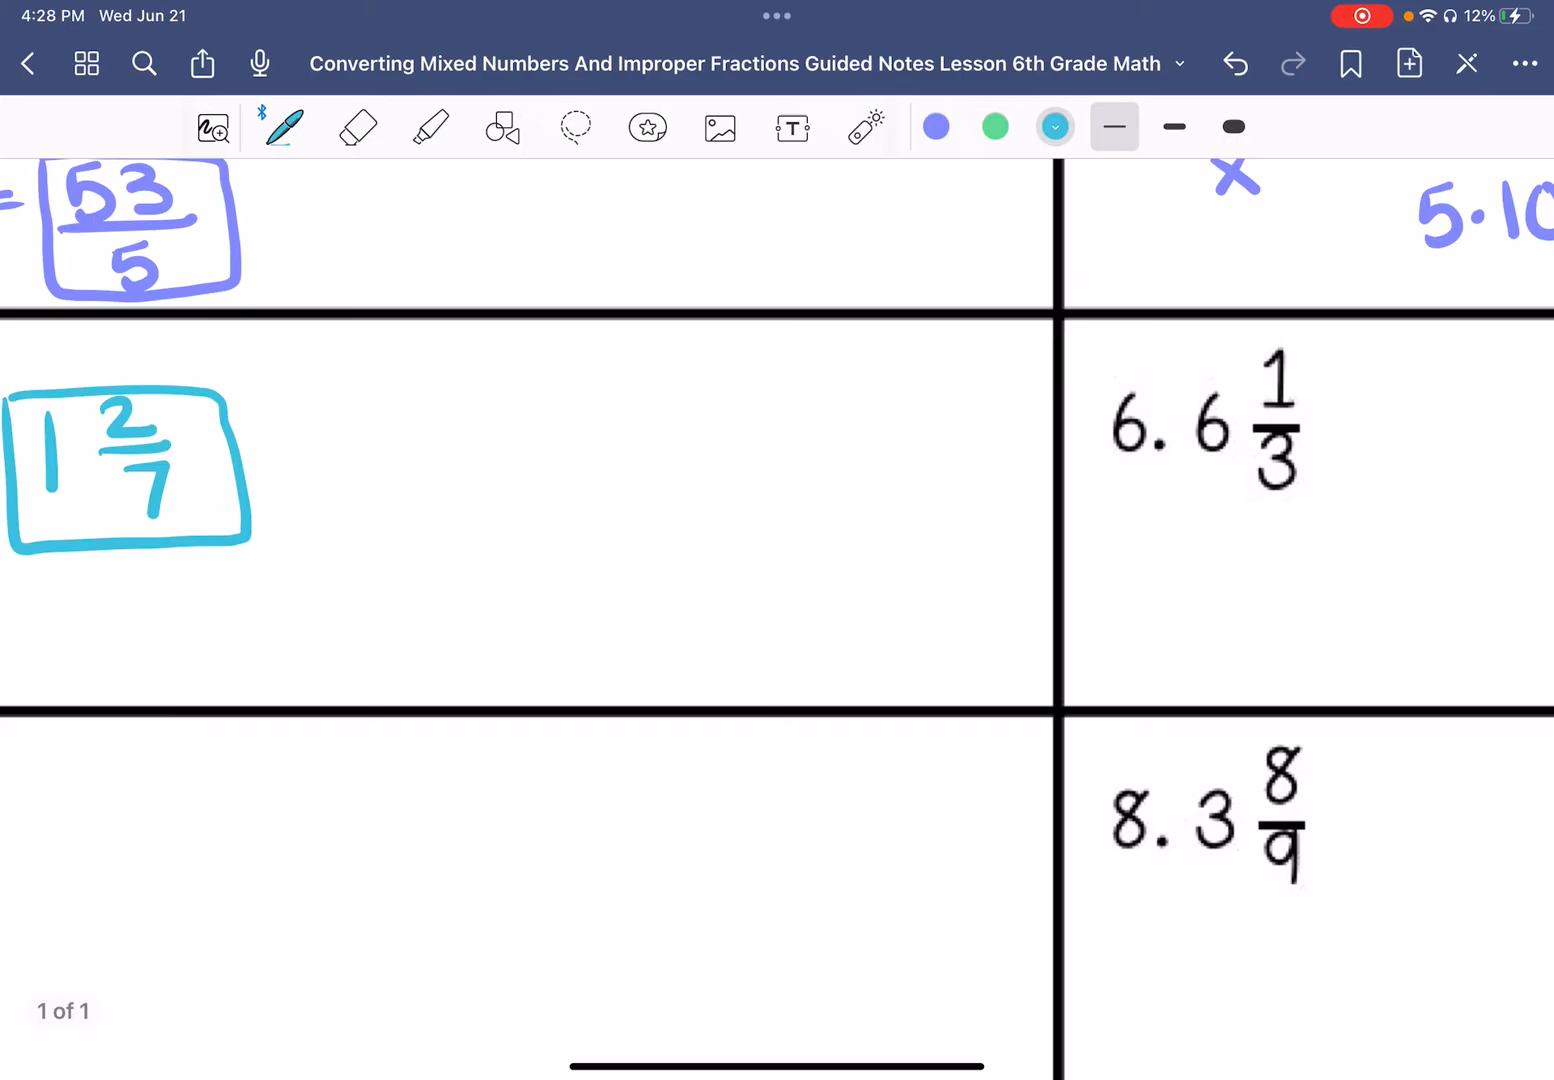 4:28 PM Wed Jun 21
12%
Converting Mixed Numbers And Improper Fractions Guided Notes Lesson 6th Grade Math
T
= 53/5
x
5·10
1 2/7
6. 6 1/3
8. 3 8/9
1 of 1